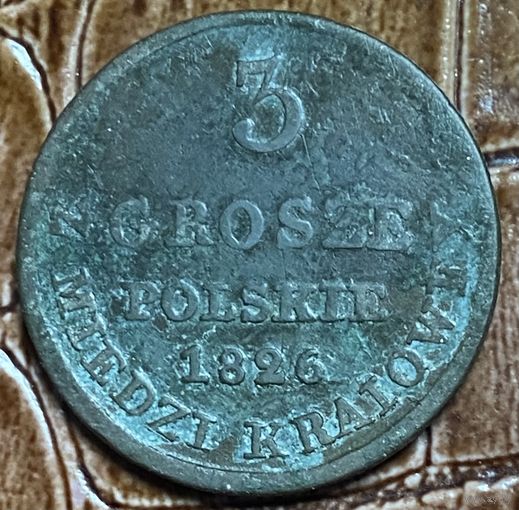 3
GROSZE
POLSKIE
1826
Z MIEDZI KRAIOWEY